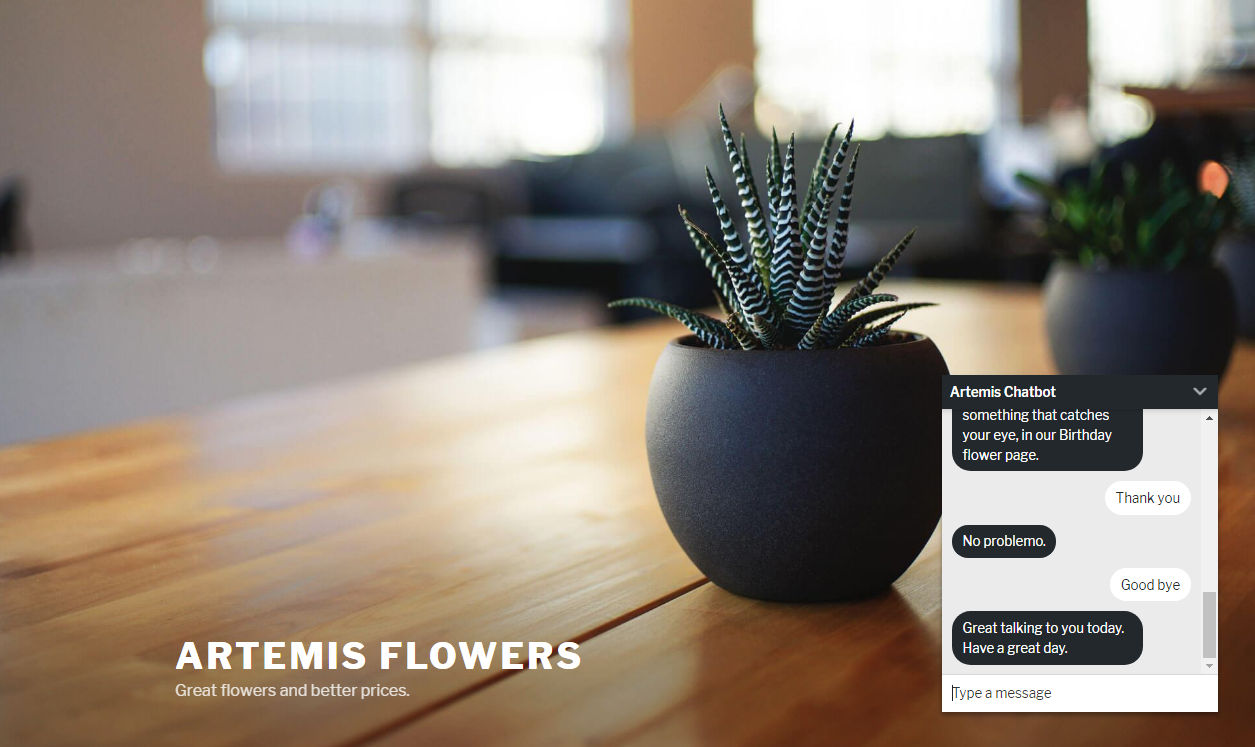 Artemis Chatbot
something that catches
your eye, in our Birthday
flower page.
Thank you
No problemo.
Good bye
Great talking to you today.
Have a great day.
Type a message
ARTEMIS FLOWERS
Great flowers and better prices.